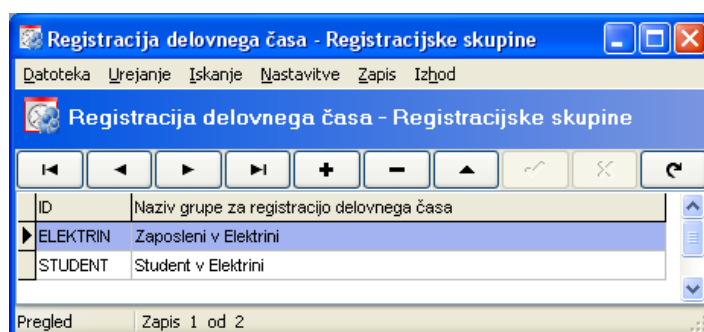 Registracija delovnega časa - Registracijske skupine
Datoteka Urejanje Iskanje Nastavitve Zapis Izhod
Registracija delovnega časa - Registracijske skupine
ID Naziv grupe za registracijo delovnega časa
ELEKTRIN Zaposleni v Elektrini
STUDENT Student v Elektrini
Pregled Zapis 1 od 2